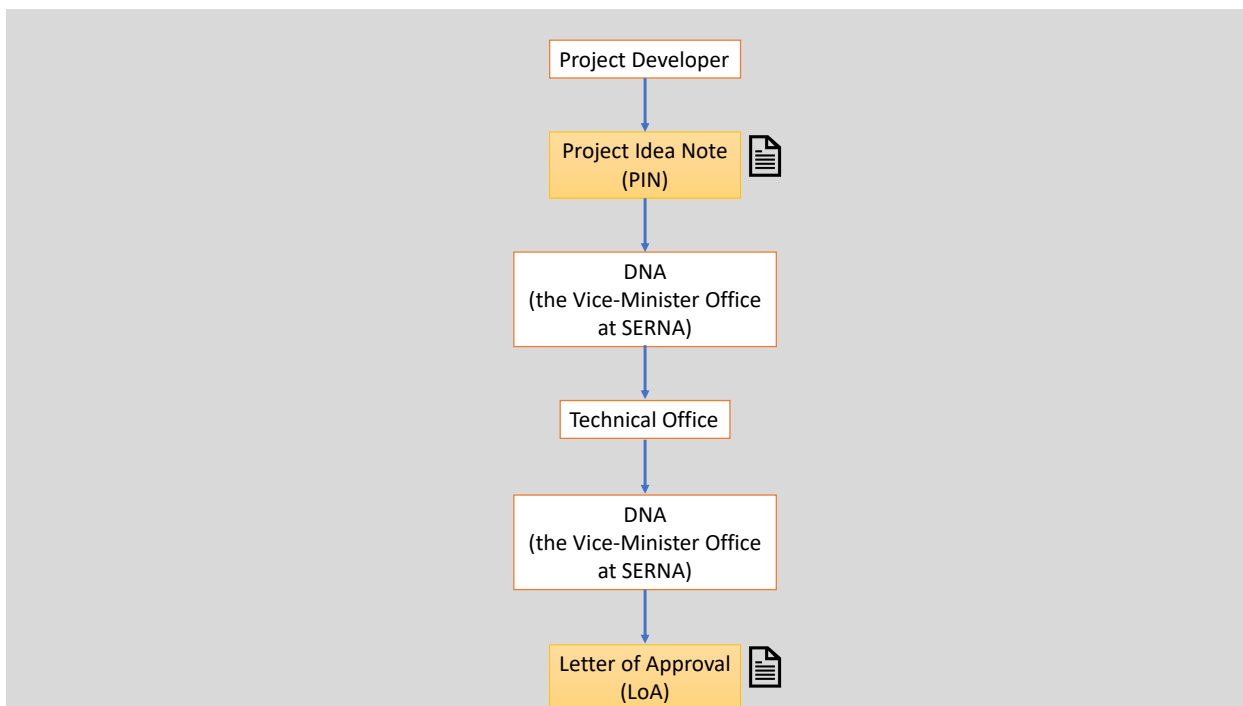 Project Developer
Project Idea Note
(PIN)
DNA
(the Vice-Minister Office
at SERNA)
Technical Office
DNA
(the Vice-Minister Office
at SERNA)
Letter of Approval
(LoA)